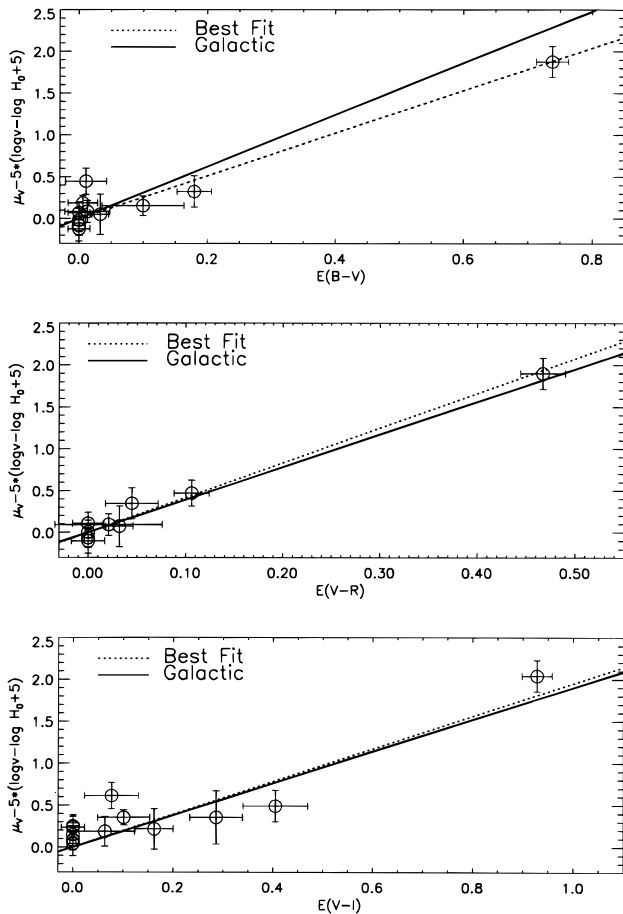 2.5
2.0
1.5
1.0
0.5
0.0
μᵥ−5*(logv−log H₀+5)
Best Fit
Galactic
0.0 0.2 0.4 0.6 0.8
E(B−V)
2.5
2.0
1.5
1.0
0.5
0.0
μᵥ−5*(logv−log H₀+5)
Best Fit
Galactic
0.00 0.10 0.20 0.30 0.40 0.50
E(V−R)
2.5
2.0
1.5
1.0
0.5
0.0
μᵥ−5*(logv−log H₀+5)
Best Fit
Galactic
0.0 0.2 0.4 0.6 0.8 1.0
E(V−I)